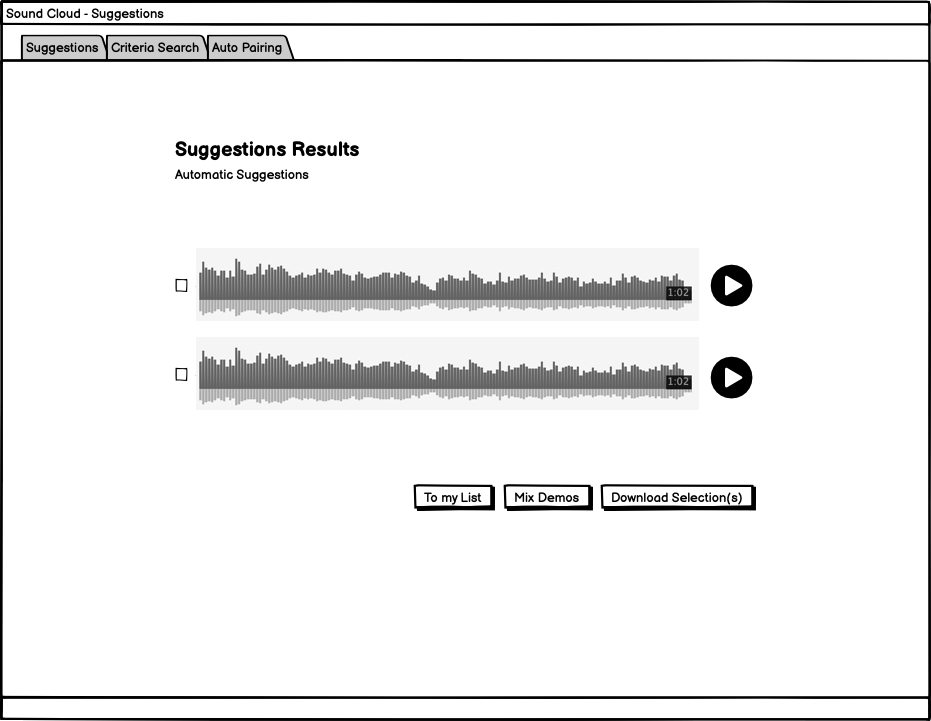 Sound Cloud - Suggestions
Suggestions Criteria Search Auto Pairing
Suggestions Results
Automatic Suggestions
1:02
1:02
To my List Mix Demos Download Selection(s)